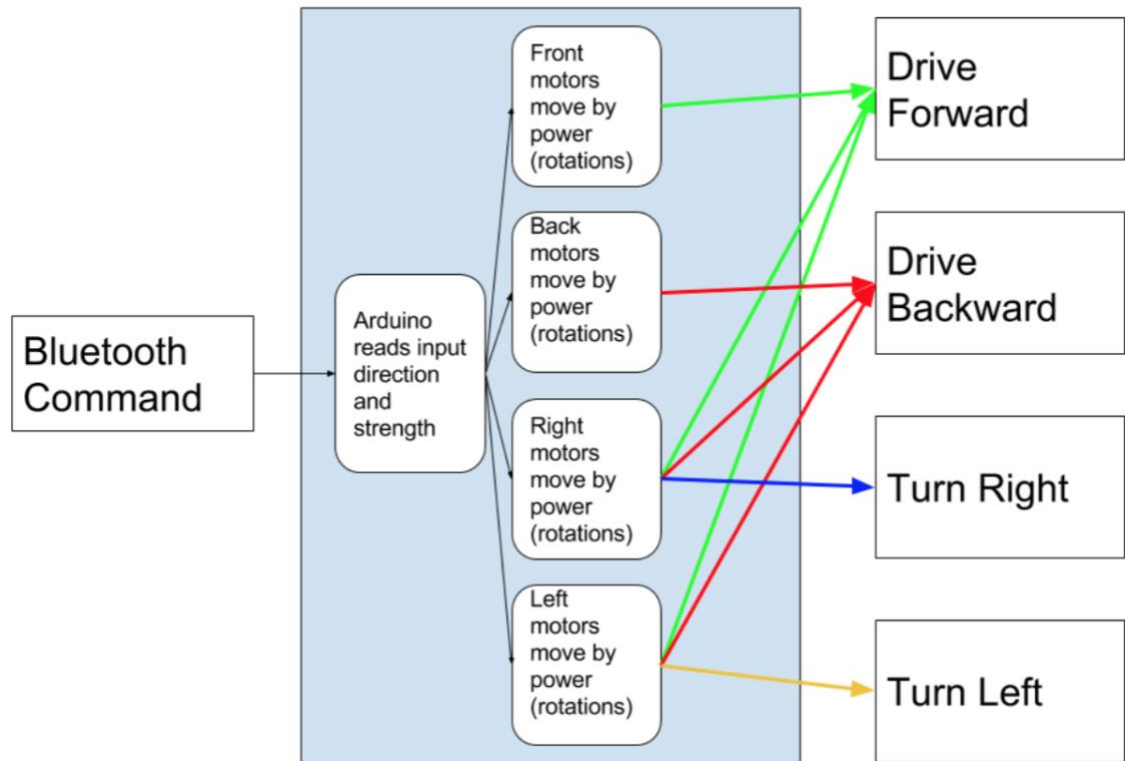 Bluetooth
Command
Arduino
reads input
direction
and
strength
Front
motors
move by
power
(rotations)
Back
motors
move by
power
(rotations)
Right
motors
move by
power
(rotations)
Left
motors
move by
power
(rotations)
Drive
Forward
Drive
Backward
Turn Right
Turn Left